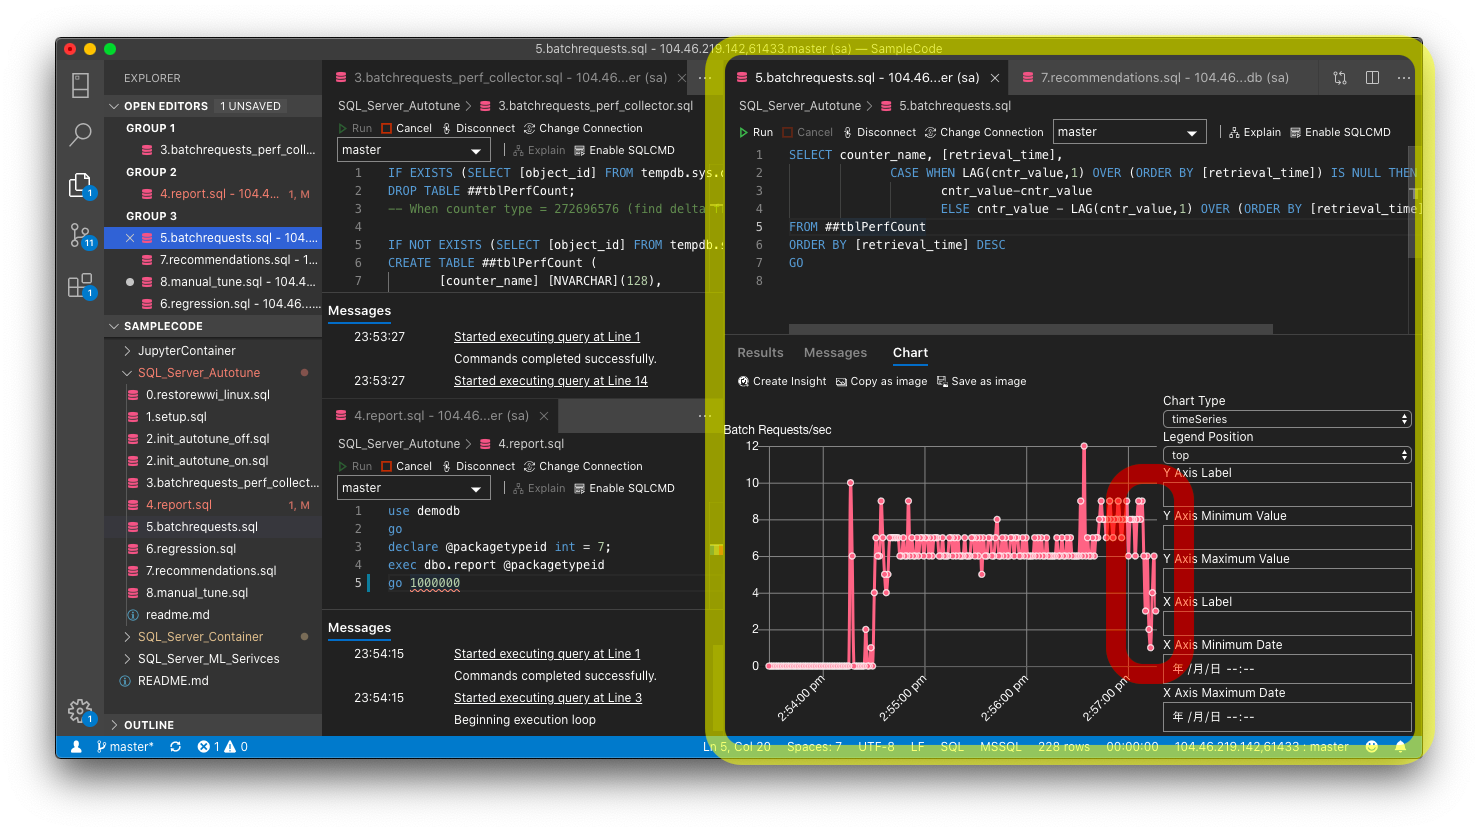 5.batchrequests.sql - 104.46.219.142,61433.master (sa) — SampleCode
EXPLORER
OPEN EDITORS 1 UNSAVED
GROUP 1
3.batchrequests_perf_coll...
GROUP 2
4.report.sql - 104.4... 1, M
GROUP 3
5.batchrequests.sql - 104....
7.recommendations.sql - 1...
8.manual_tune.sql - 104.4...
6.regression.sql - 104.46......
SAMPLECODE
JupyterContainer
SQL_Server_Autotune
0.restorewwi_linux.sql
1.setup.sql
2.init_autotune_off.sql
2.init_autotune_on.sql
3.batchrequests_perf_collect...
4.report.sql 1, M
5.batchrequests.sql
6.regression.sql
7.recommendations.sql
8.manual_tune.sql
readme.md
SQL_Server_Container
SQL_Server_ML_Serivces
README.md
OUTLINE
1
11
1
1
3.batchrequests_perf_collector.sql - 104.46...er (sa)
SQL_Server_Autotune > 3.batchrequests_perf_collector.sql
Run Cancel Disconnect Change Connection
master Explain Enable SQLCMD
1 IF EXISTS (SELECT [object_id] FROM tempdb.sys.
2 DROP TABLE ##tblPerfCount;
3 -- When counter type = 272696576 (find delta
4
5 IF NOT EXISTS (SELECT [object_id] FROM tempdb.s
6 CREATE TABLE ##tblPerfCount (
7 [counter_name] [NVARCHAR](128),
Messages
23:53:27 Started executing query at Line 1
Commands completed successfully.
23:53:27 Started executing query at Line 14
4.report.sql - 104.46...er (sa)
SQL_Server_Autotune > 4.report.sql
Run Cancel Disconnect Change Connection
master Explain Enable SQLCMD
1 use demodb
2 go
3 declare @packagetypeid int = 7;
4 exec dbo.report @packagetypeid
5 go 1000000
Messages
23:54:15 Started executing query at Line 1
Commands completed successfully.
23:54:15 Started executing query at Line 3
Beginning execution loop
5.batchrequests.sql - 104.46...er (sa) 7.recommendations.sql - 104.46...db (sa)
SQL_Server_Autotune > 5.batchrequests.sql
Run Cancel Disconnect Change Connection master Explain Enable SQLCMD
1 SELECT counter_name, [retrieval_time],
2 CASE WHEN LAG(cntr_value,1) OVER (ORDER BY [retrieval_time]) IS NULL THEN
3 cntr_value-cntr_value
4 ELSE cntr_value - LAG(cntr_value,1) OVER (ORDER BY [retrieval_time]
5 FROM ##tblPerfCount
6 ORDER BY [retrieval_time] DESC
7 GO
8
Results Messages Chart
Create Insight Copy as image Save as image
Batch Requests/sec
12
10
8
6
4
2
0
2:54:00 pm 2:55:00 pm 2:56:00 pm 2:57:00 pm
Chart Type
timeSeries
Legend Position
top
Y Axis Label
Y Axis Minimum Value
Y Axis Maximum Value
X Axis Label
X Axis Minimum Date
年 /月/日 --:--
X Axis Maximum Date
年 /月/日 --:--
master* 1 0 Ln 5, Col 20 Spaces: 7 UTF-8 LF SQL MSSQL 228 rows 00:00:00 104.46.219.142,61433 : master